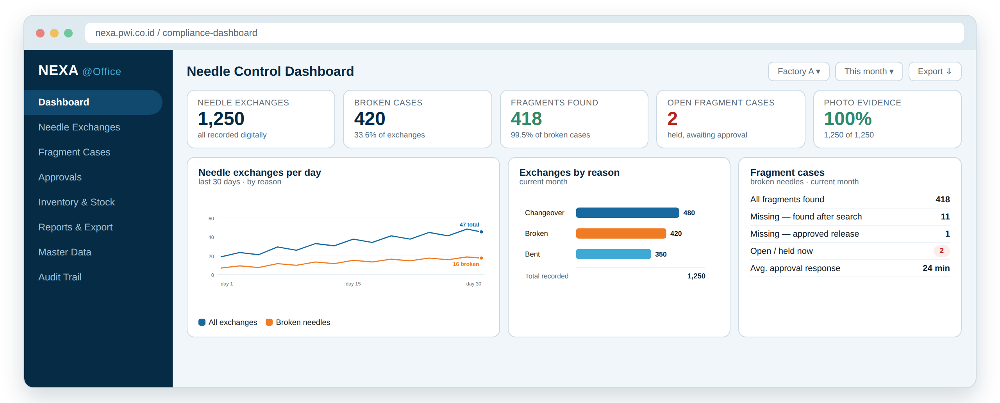 nexa.pwi.co.id / compliance-dashboard
NEXA @Office
Dashboard
Needle Exchanges
Fragment Cases
Approvals
Inventory & Stock
Reports & Export
Master Data
Audit Trail
Needle Control Dashboard
Factory A ▾
This month ▾
Export ⇩
NEEDLE EXCHANGES
1,250
all recorded digitally
BROKEN CASES
420
33.6% of exchanges
FRAGMENTS FOUND
418
99.5% of broken cases
OPEN FRAGMENT CASES
2
held, awaiting approval
PHOTO EVIDENCE
100%
1,250 of 1,250
Needle exchanges per day
last 30 days · by reason
60
40
20
0
47 total
16 broken
day 1
day 15
day 30
All exchanges
Broken needles
Exchanges by reason
current month
Changeover 480
Broken 420
Bent 350
Total recorded 1,250
Fragment cases
broken needles · current month
All fragments found 418
Missing — found after search 11
Missing — approved release 1
Open / held now 2
Avg. approval response 24 min